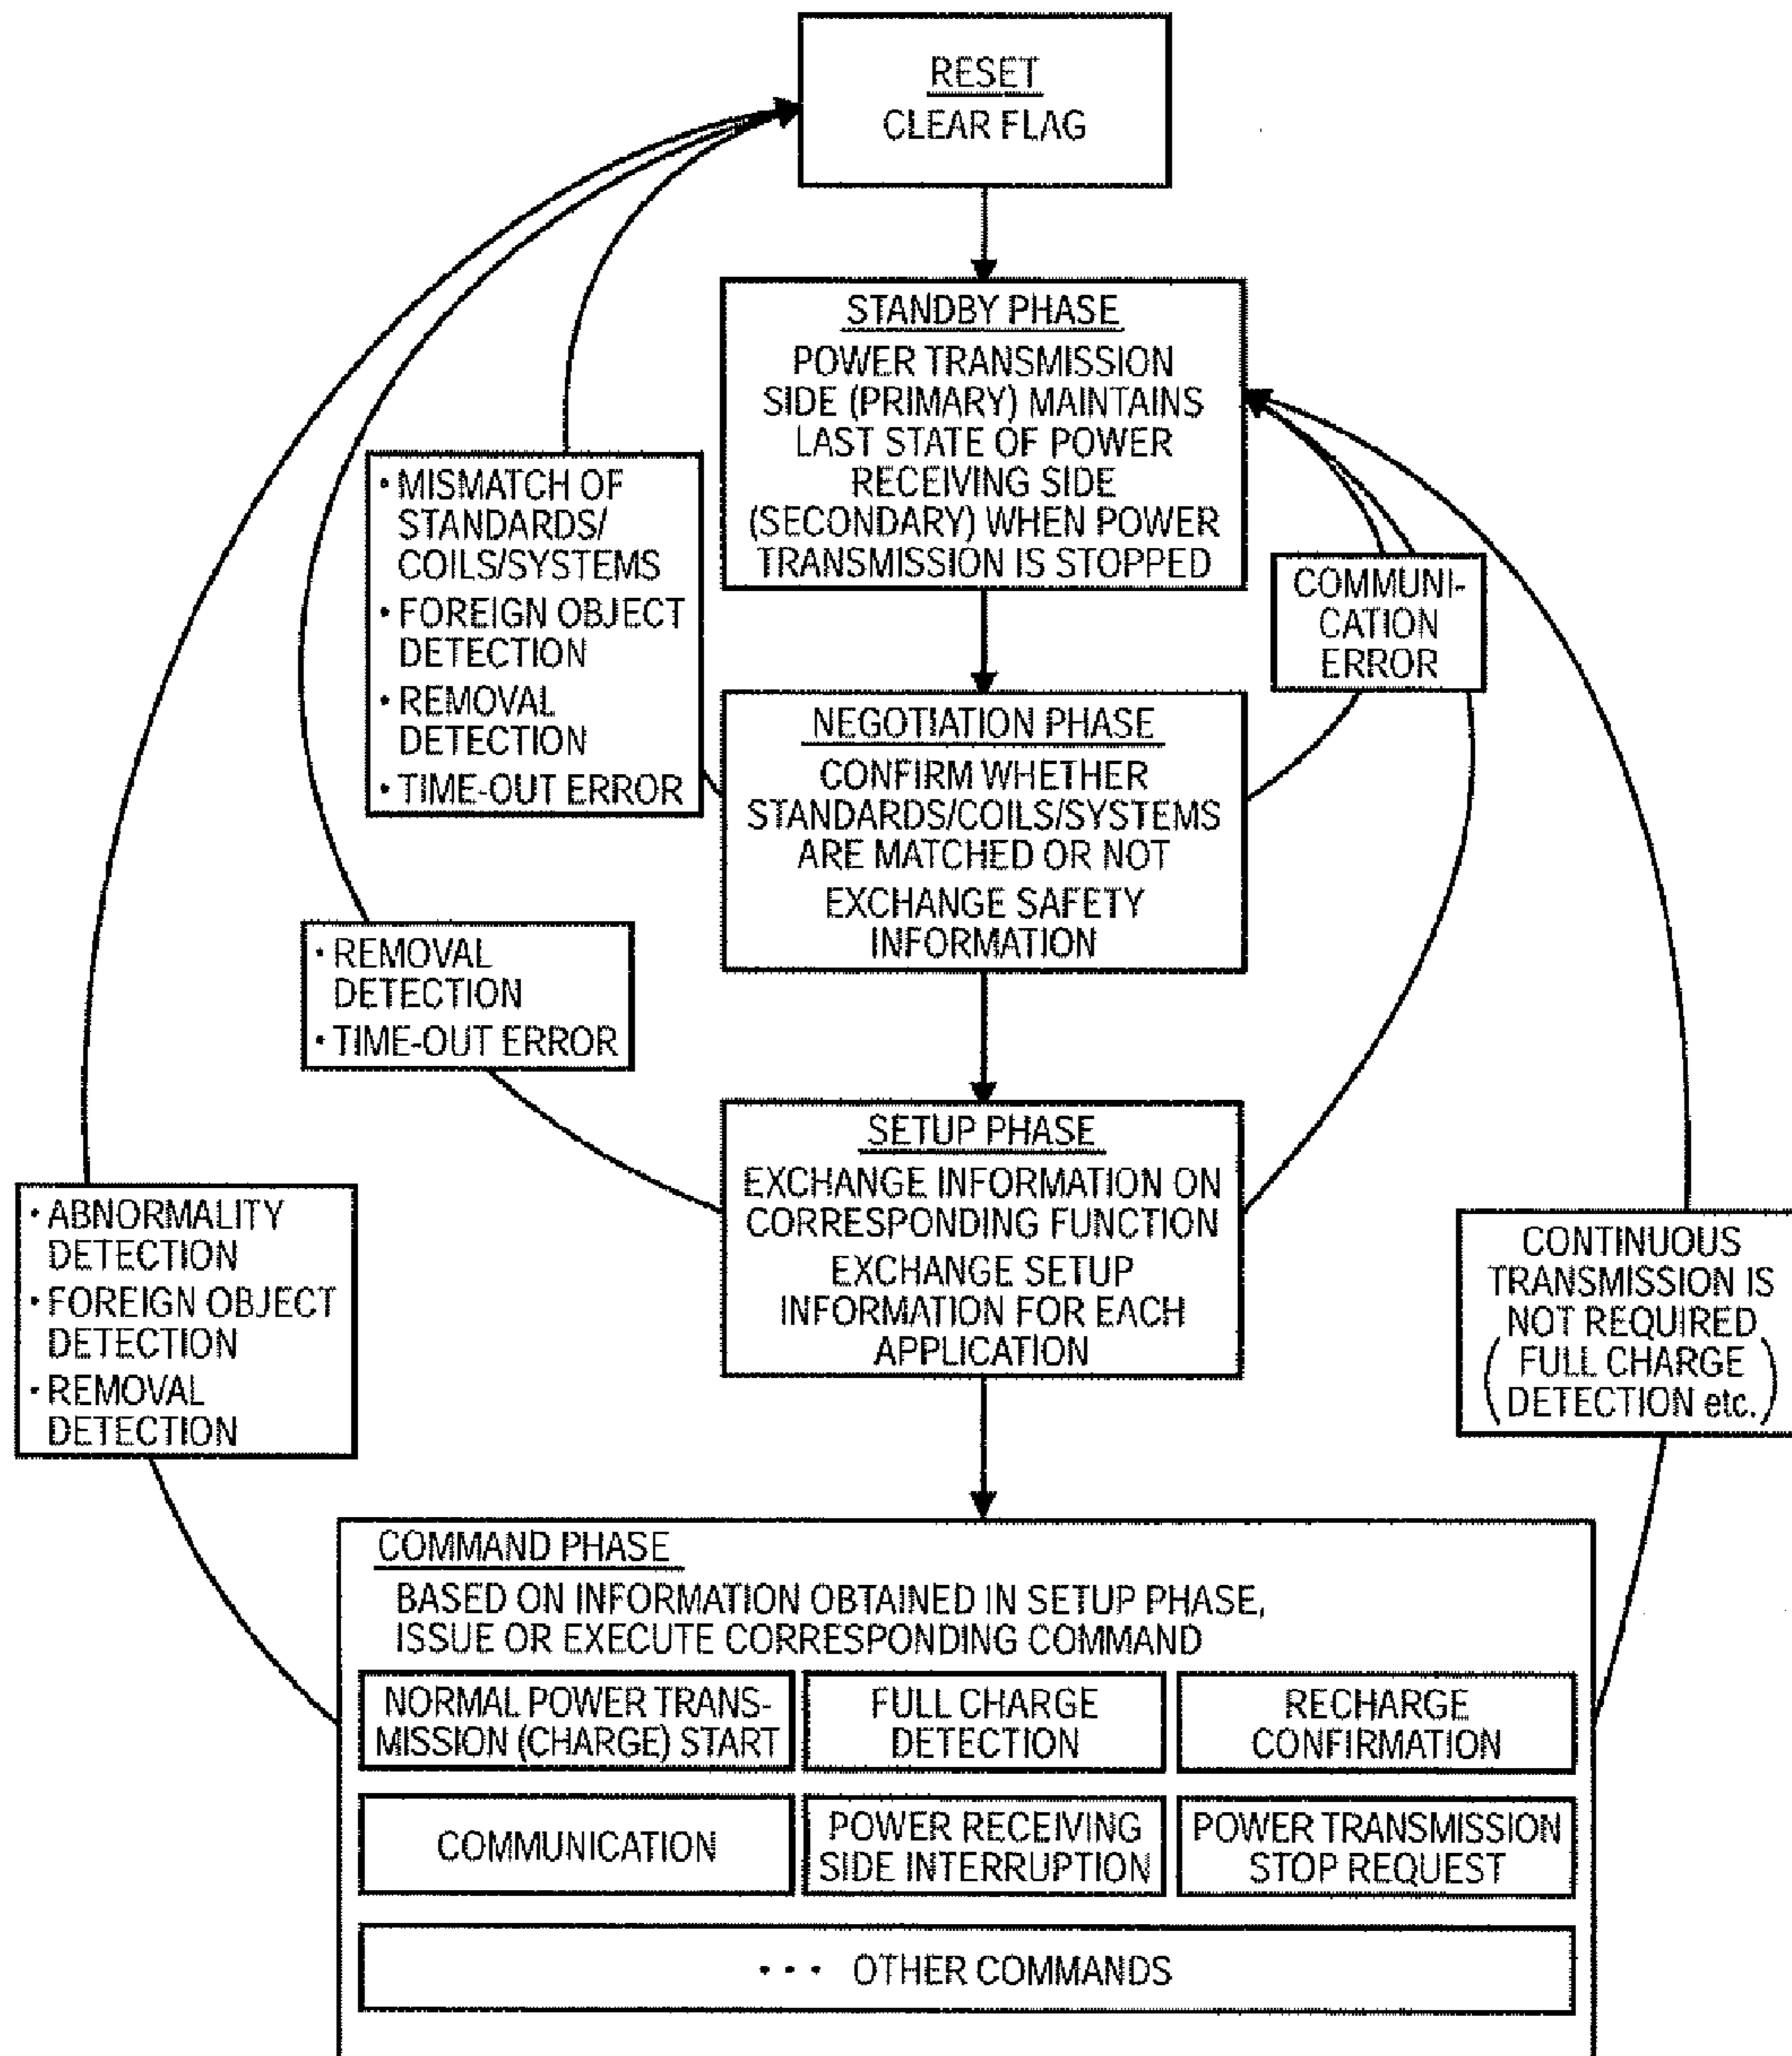 RESET
CLEAR FLAG
STANDBY PHASE
POWER TRANSMISSION
SIDE (PRIMARY) MAINTAINS
LAST STATE OF POWER
RECEIVING SIDE
(SECONDARY) WHEN POWER
TRANSMISSION IS STOPPED
· MISMATCH OF
STANDARDS/
COILS/SYSTEMS
· FOREIGN OBJECT
DETECTION
· REMOVAL
DETECTION
· TIME-OUT ERROR
COMMUNI-
CATION
ERROR
NEGOTIATION PHASE
CONFIRM WHETHER
STANDARDS/COILS/SYSTEMS
ARE MATCHED OR NOT
EXCHANGE SAFETY
INFORMATION
· REMOVAL
DETECTION
· TIME-OUT ERROR
SETUP PHASE
EXCHANGE INFORMATION ON
CORRESPONDING FUNCTION
EXCHANGE SETUP
INFORMATION FOR EACH
APPLICATION
· ABNORMALITY
DETECTION
· FOREIGN OBJECT
DETECTION
· REMOVAL
DETECTION
CONTINUOUS
TRANSMISSION IS
NOT REQUIRED
(FULL CHARGE
DETECTION etc.)
COMMAND PHASE
BASED ON INFORMATION OBTAINED IN SETUP PHASE,
ISSUE OR EXECUTE CORRESPONDING COMMAND
NORMAL POWER TRANS-
MISSION (CHARGE) START
FULL CHARGE
DETECTION
RECHARGE
CONFIRMATION
COMMUNICATION
POWER RECEIVING
SIDE INTERRUPTION
POWER TRANSMISSION
STOP REQUEST
··· OTHER COMMANDS